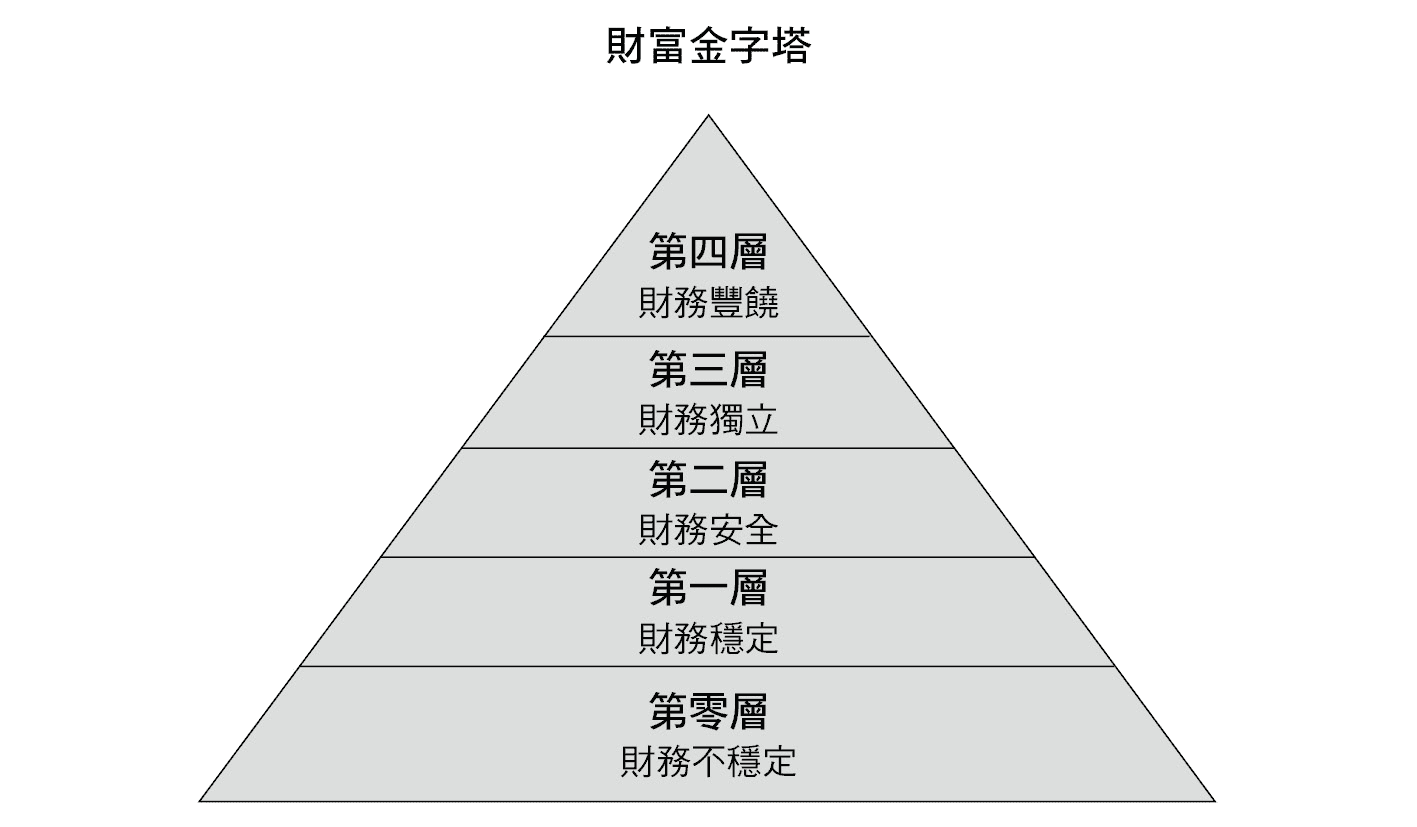 財富金字塔
第四層
財務豐饒
第三層
財務獨立
第二層
財務安全
第一層
財務穩定
第零層
財務不穩定